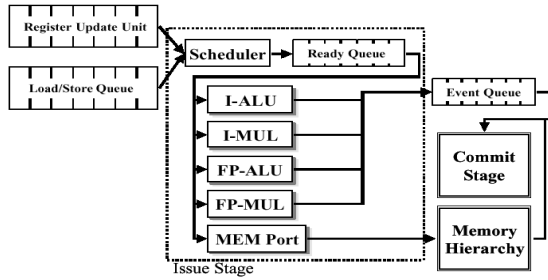 Register Update Unit
Load/Store Queue
Scheduler
Ready Queue
I-ALU
I-MUL
FP-ALU
FP-MUL
MEM Port
Issue Stage
Event Queue
Commit
Stage
Memory
Hierarchy